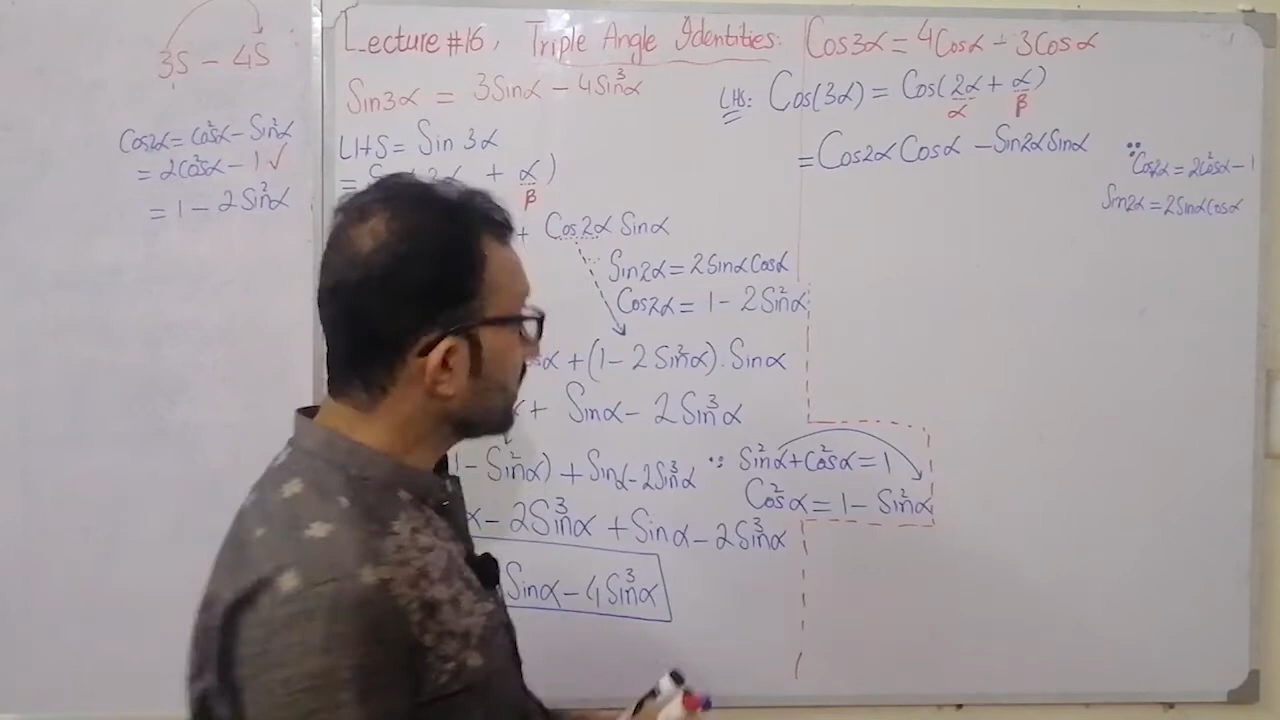 3S – 4S
Cos2α = Cos²α – Sin²α
= 2Cos²α – 1 ✓
= 1 – 2Sin²α
Lecture #16, Triple Angle Identities:
Sin3α = 3Sinα – 4Sin³α
LHS = Sin 3α
= + α)
β
+ Cos2α Sinα
Sin2α = 2SinαCosα
Cos2α = 1 – 2Sin²α
+ (1 – 2Sin²α).Sinα
+ Sinα – 2Sin³α
– Sin²α) + Sinα – 2Sin³α
∵ Sin²α + Cos²α = 1
Cos²α = 1 – Sin²α
– 2Sin³α + Sinα – 2Sin³α
Sinα – 4Sin³α
Cos3α = 4Cosα – 3Cosα
LHS: Cos(3α) = Cos(2α + α)
α β
= Cos2α Cosα – Sin2α Sinα
∵ Cos2α = 2Cos²α – 1
Sin2α = 2SinαCosα